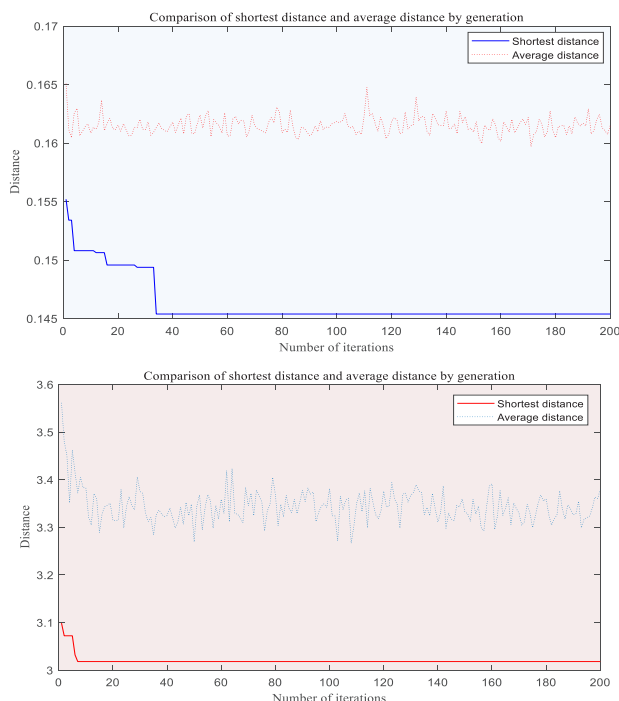 Comparison of shortest distance and average distance by generation
0.17
0.165
0.16
0.155
0.15
0.145
Distance
Shortest distance
Average distance
0 20 40 60 80 100 120 140 160 180 200
Number of iterations
Comparison of shortest distance and average distance by generation
3.6
3.5
3.4
3.3
3.2
3.1
3
Distance
Shortest distance
Average distance
0 20 40 60 80 100 120 140 160 180 200
Number of iterations